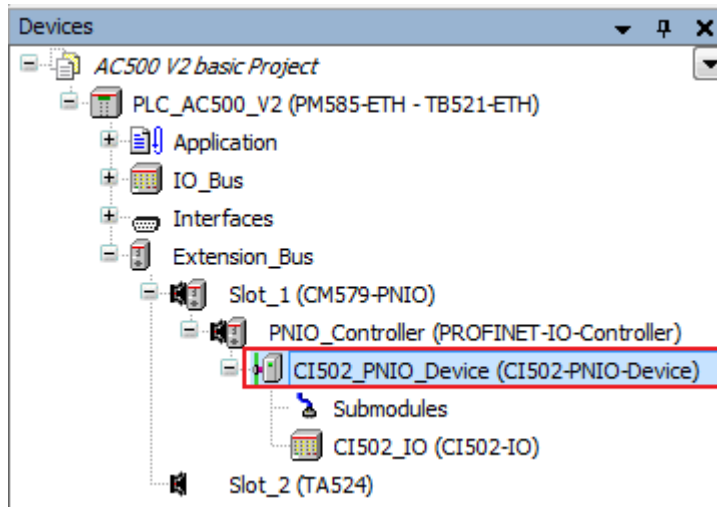 Devices
AC500 V2 basic Project
PLC_AC500_V2 (PM585-ETH - TB521-ETH)
Application
IO_Bus
Interfaces
Extension_Bus
Slot_1 (CM579-PNIO)
PNIO_Controller (PROFINET-IO-Controller)
CI502_PNIO_Device (CI502-PNIO-Device)
Submodules
CI502_IO (CI502-IO)
Slot_2 (TA524)